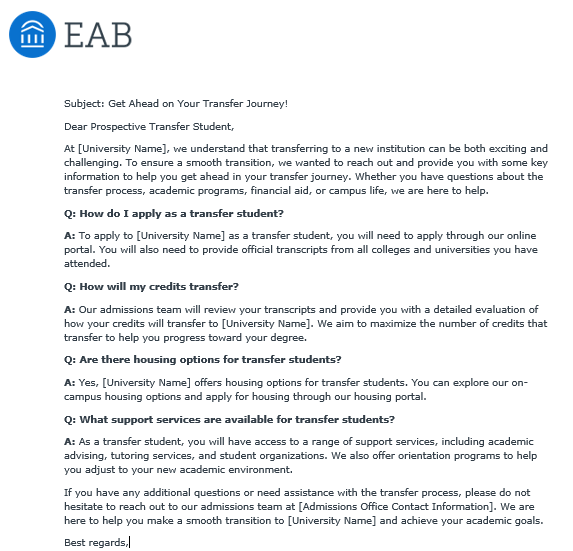 EAB
Subject: Get Ahead on Your Transfer Journey!
Dear Prospective Transfer Student,
At [University Name], we understand that transferring to a new institution can be both exciting and
challenging. To ensure a smooth transition, we wanted to reach out and provide you with some key
information to help you get ahead in your transfer journey. Whether you have questions about the
transfer process, academic programs, financial aid, or campus life, we are here to help.
Q: How do I apply as a transfer student?
A: To apply to [University Name] as a transfer student, you will need to apply through our online
portal. You will also need to provide official transcripts from all colleges and universities you have
attended.
Q: How will my credits transfer?
A: Our admissions team will review your transcripts and provide you with a detailed evaluation of
how your credits will transfer to [University Name]. We aim to maximize the number of credits that
transfer to help you progress toward your degree.
Q: Are there housing options for transfer students?
A: Yes, [University Name] offers housing options for transfer students. You can explore our on-
campus housing options and apply for housing through our housing portal.
Q: What support services are available for transfer students?
A: As a transfer student, you will have access to a range of support services, including academic
advising, tutoring services, and student organizations. We also offer orientation programs to help
you adjust to your new academic environment.
If you have any additional questions or need assistance with the transfer process, please do not
hesitate to reach out to our admissions team at [Admissions Office Contact Information]. We are
here to help you make a smooth transition to [University Name] and achieve your academic goals.
Best regards,